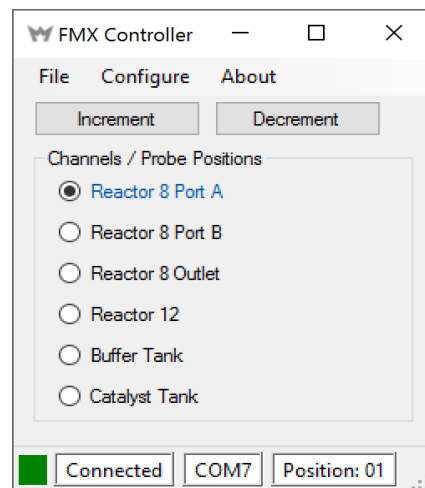 FMX Controller
File Configure About
Increment Decrement
Channels / Probe Positions
Reactor 8 Port A
Reactor 8 Port B
Reactor 8 Outlet
Reactor 12
Buffer Tank
Catalyst Tank
Connected COM7 Position: 01